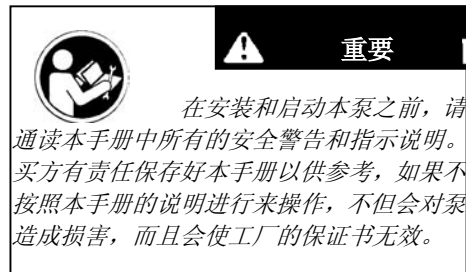 重要
在安装和启动本泵之前，请
通读本手册中所有的安全警告和指示说明。
买方有责任保存好本手册以供参考，如果不
按照本手册的说明进行来操作，不但会对泵
造成损害，而且会使工厂的保证书无效。